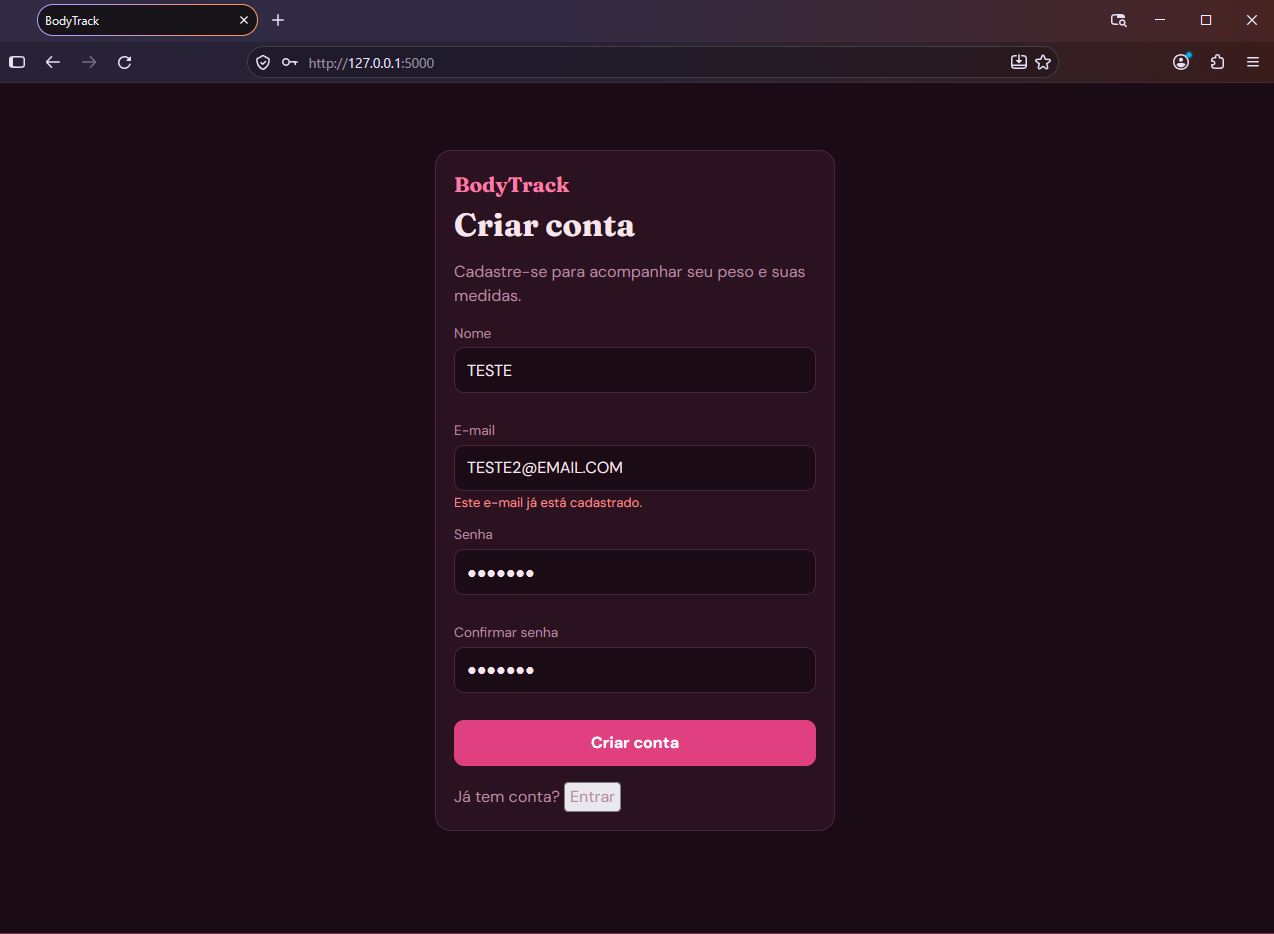 BodyTrack
http://127.0.0.1:5000
BodyTrack
Criar conta
Cadastre-se para acompanhar seu peso e suas
medidas.
Nome
TESTE
E-mail
TESTE2@EMAIL.COM
Este e-mail já está cadastrado.
Senha
●●●●●●●
Confirmar senha
●●●●●●●
Criar conta
Já tem conta? Entrar